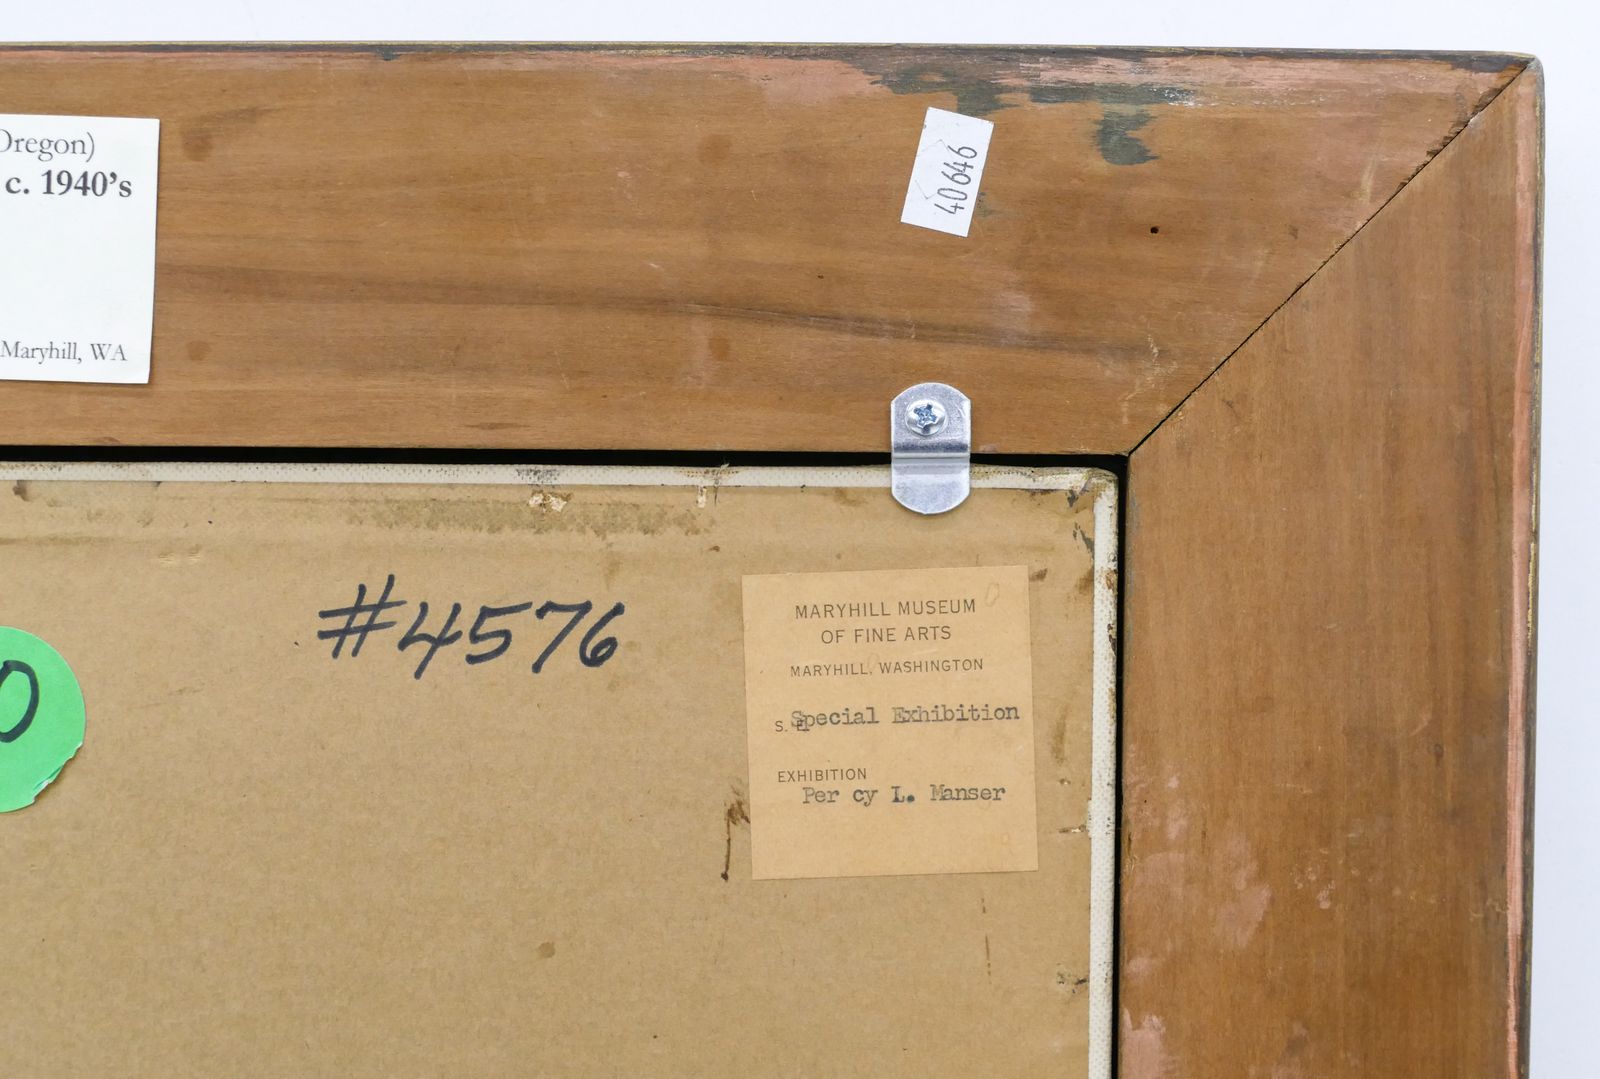 Oregon)
c. 1940's
Maryhill, WA
40646
#4576
0
MARYHILL MUSEUM
OF FINE ARTS
MARYHILL, WASHINGTON
S. E. Special Exhibition
EXHIBITION
Per cy L. Manser